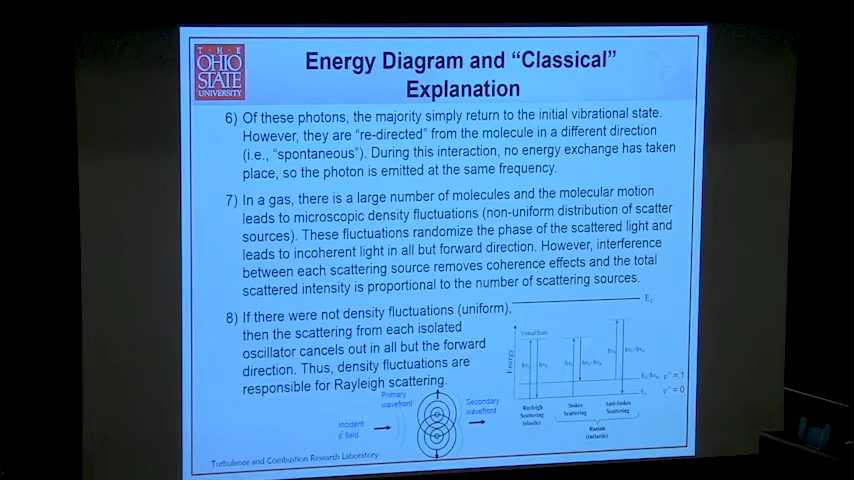 T · H · E
OHIO
STATE
UNIVERSITY
Energy Diagram and “Classical”
Explanation
6) Of these photons, the majority simply return to the initial vibrational state.
However, they are “re-directed” from the molecule in a different direction
(i.e., “spontaneous”). During this interaction, no energy exchange has taken
place, so the photon is emitted at the same frequency.
7) In a gas, there is a large number of molecules and the molecular motion
leads to microscopic density fluctuations (non-uniform distribution of scatter
sources). These fluctuations randomize the phase of the scattered light and
leads to incoherent light in all but forward direction. However, interference
between each scattering source removes coherence effects and the total
scattered intensity is proportional to the number of scattering sources.
8) If there were not density fluctuations (uniform),
then the scattering from each isolated
oscillator cancels out in all but the forward
direction. Thus, density fluctuations are
responsible for Rayleigh scattering.
Primary
wavefront
Secondary
wavefront
Incident
field
E₁
Virtual State
Energy
v" = 1
v" = 0
Rayleigh
Scattering
(elastic)
Stokes
Scattering
Anti-Stokes
Scattering
Raman
(inelastic)
Turbulence and Combustion Research Laboratory